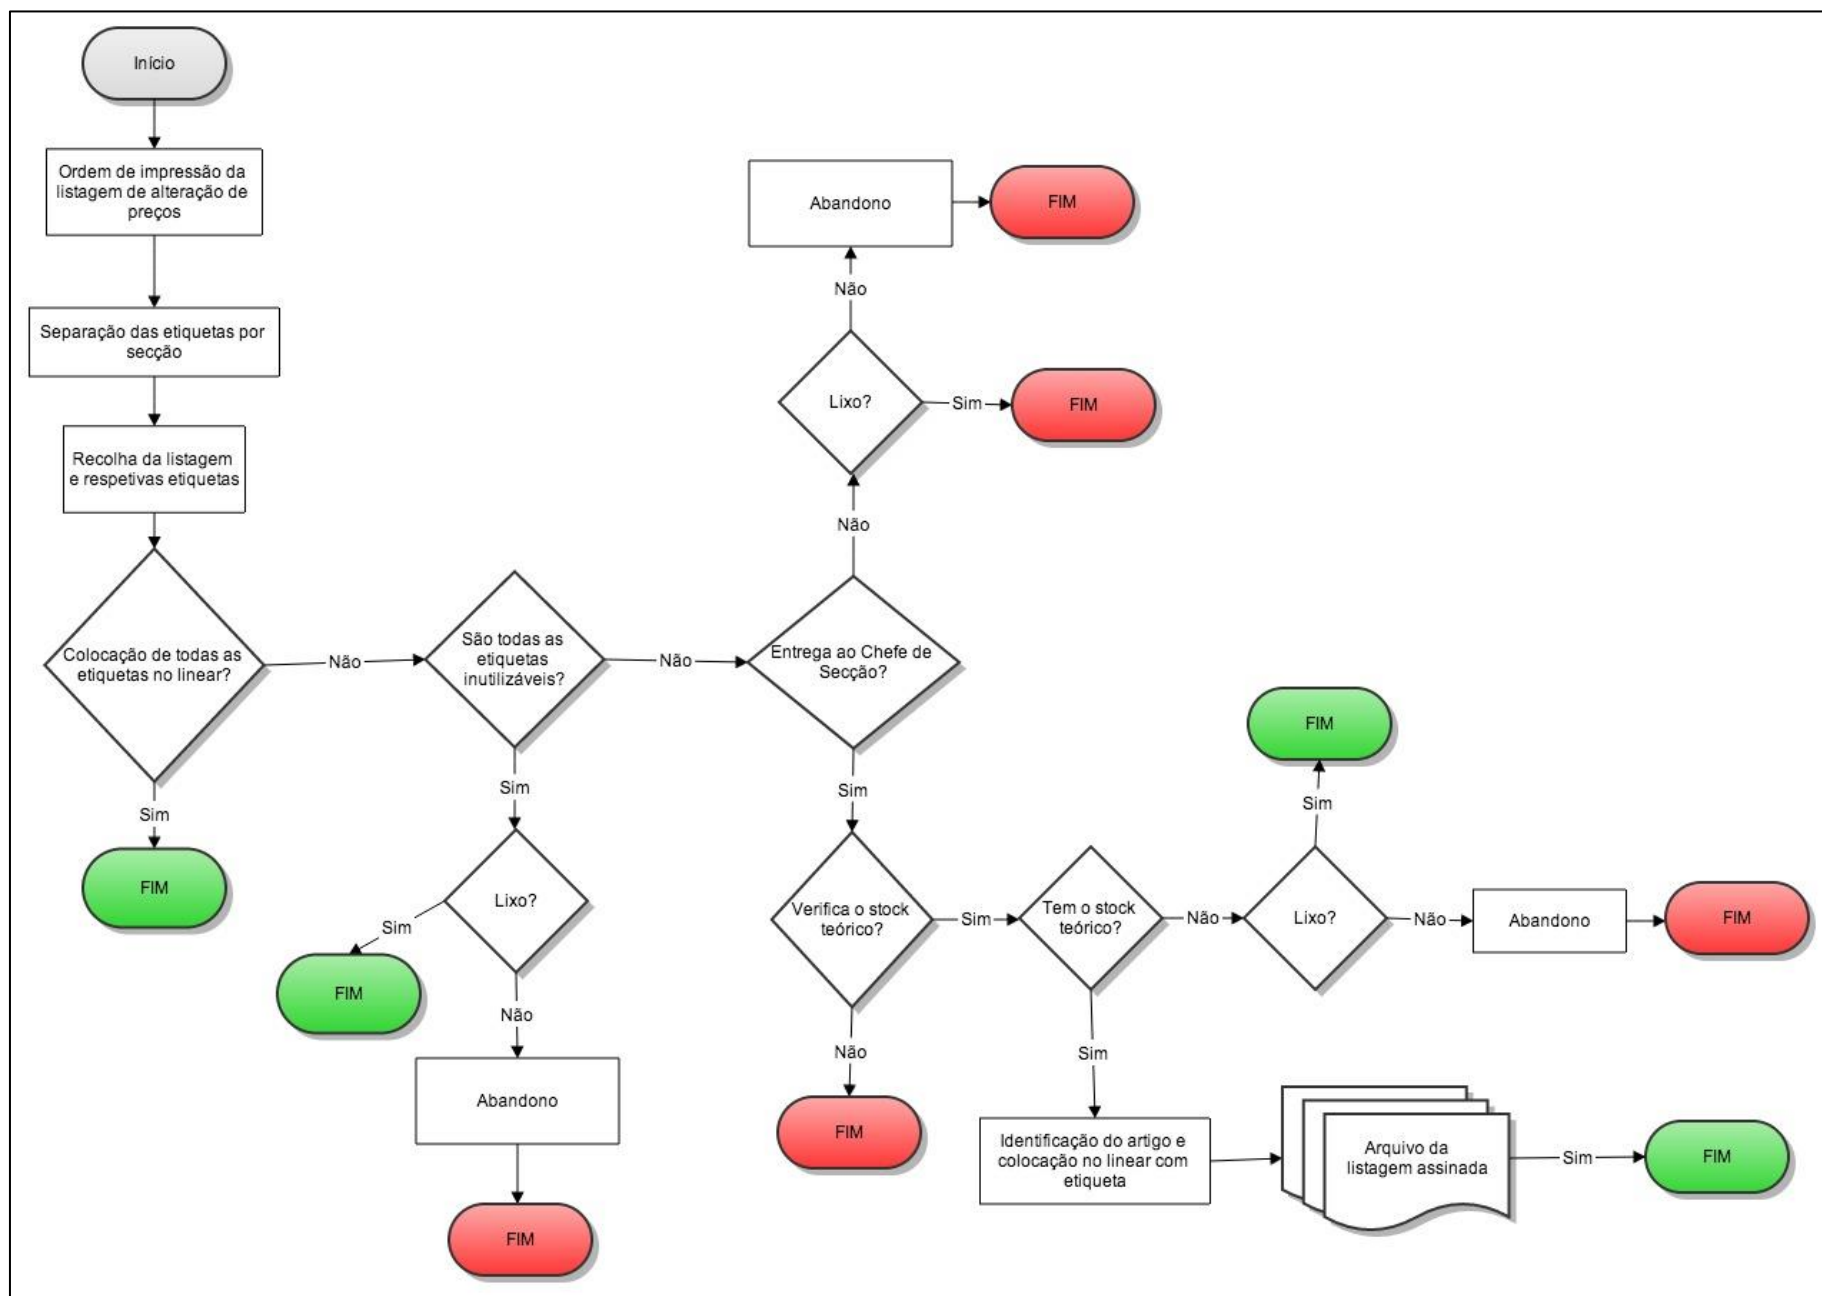 Início
Ordem de impressão da
listagem de alteração de
preços
Separação das etiquetas por
secção
Recolha da listagem
e respetivas etiquetas
Colocação de todas as
etiquetas no linear?
Sim
FIM
Não
São todas as
etiquetas
inutilizáveis?
Sim
Lixo?
Sim
FIM
Não
Abandono
FIM
Não
Entrega ao Chefe de
Secção?
Não
Lixo?
Sim
FIM
Não
Abandono
FIM
Sim
Verifica o stock
teórico?
Não
FIM
Sim
Tem o stock
teórico?
Não
Lixo?
Sim
FIM
Não
Abandono
FIM
Sim
Identificação do artigo e
colocação no linear com
etiqueta
Arquivo da
listagem assinada
Sim
FIM